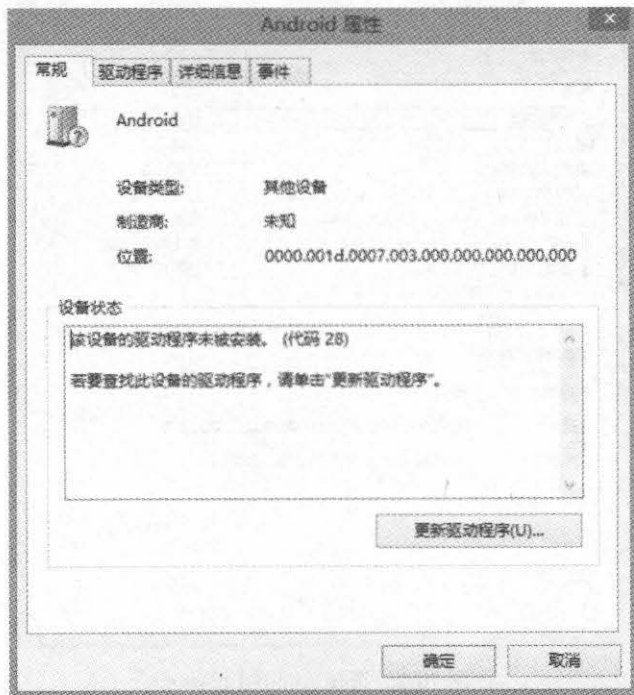 Android 属性
常规 驱动程序 详细信息 事件
Android
设备类型: 其他设备
制造商: 未知
位置: 0000.001d.0007.003.000.000.000.000.000
设备状态
该设备的驱动程序未被安装。 (代码 28)
若要查找此设备的驱动程序，请单击“更新驱动程序”。
更新驱动程序(U)...
确定 取消